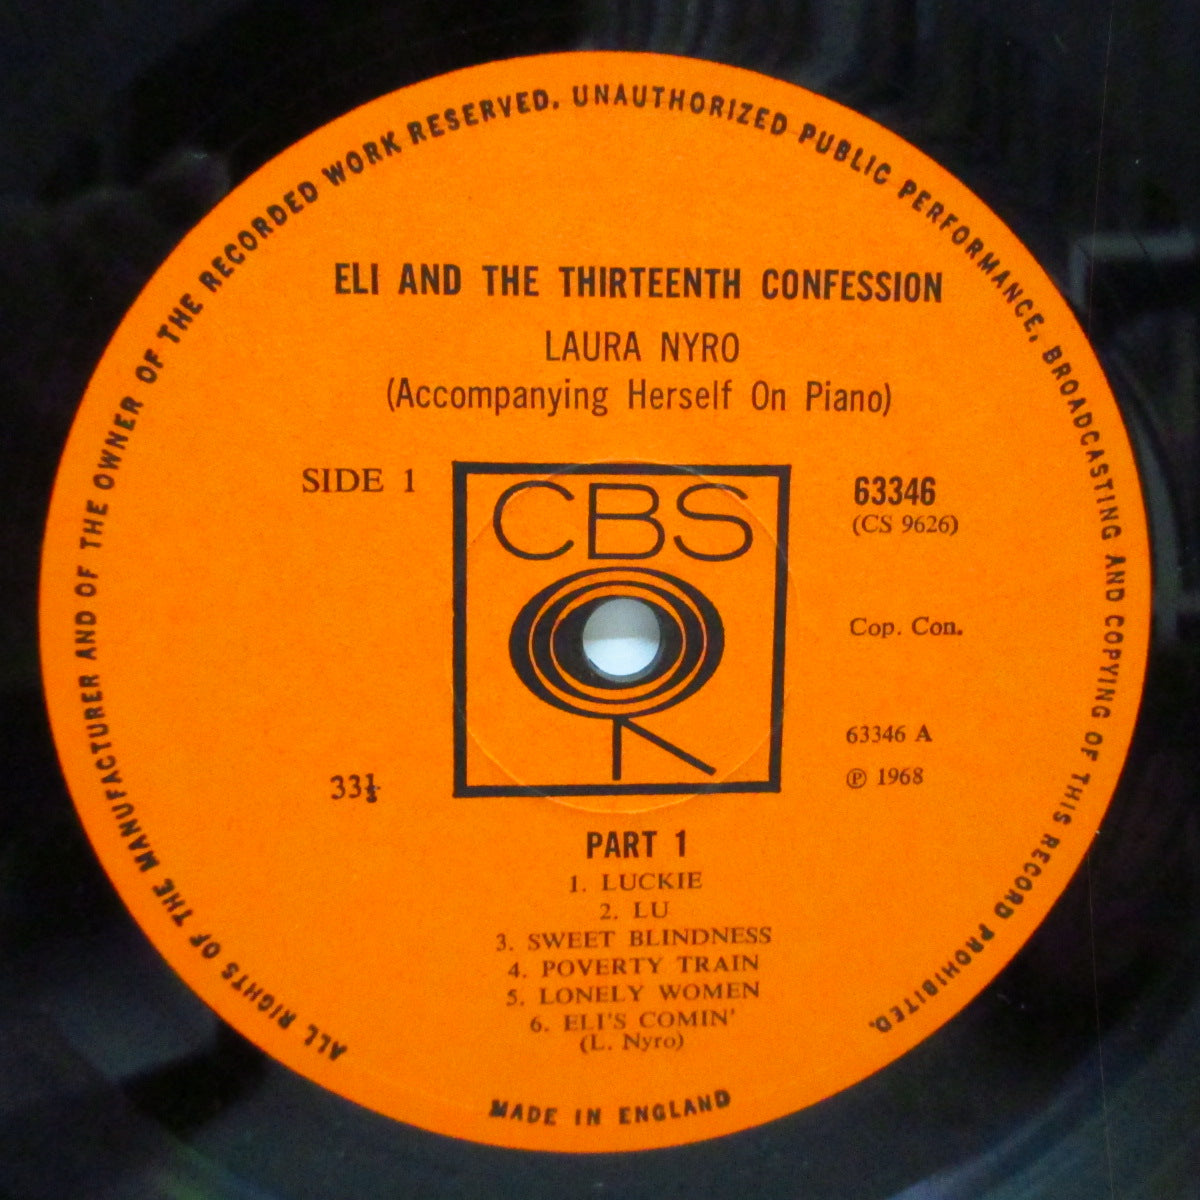 ALL RIGHTS OF THE MANUFACTURER AND OF THE OWNER OF THE RECORDED WORK RESERVED. UNAUTHORIZED PUBLIC PERFORMANCE, BROADCASTING AND COPYING OF THIS RECORD PROHIBITED.
ELI AND THE THIRTEENTH CONFESSION
LAURA NYRO
(Accompanying Herself On Piano)
SIDE 1
CBS
63346
(CS 9626)
Cop. Con.
63346 A
℗ 1968
33⅓
PART 1
1. LUCKIE
2. LU
3. SWEET BLINDNESS
4. POVERTY TRAIN
5. LONELY WOMEN
6. ELI'S COMIN'
(L. Nyro)
MADE IN ENGLAND